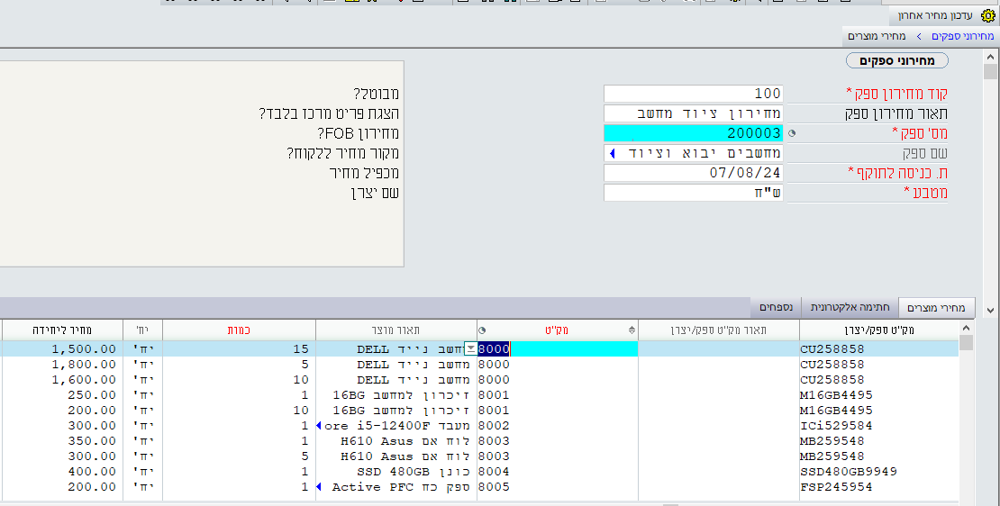 עדכון מחיר אחרון
מחירוני ספקים > מחירי מוצרים
מחירוני ספקים
קוד מחירון ספק * 100
תאור מחירון ספק מחירון ציוד מחשב
מס' ספק * 200003
שם ספק מחשבים יבוא וציוד
ת. כניסה לתוקף * 07/08/24
מטבע * ש"ח
מבוטל?
הצגת פריט מרכז בלבד?
מחירון FOB?
מקור מחיר ללקוח?
מכפיל מחיר
שם יצרן
מחירי מוצרים חתימה אלקטרונית נספחים
מק"ט ספק/יצרן תאור מק"ט ספק/יצרן מק"ט תאור מוצר כמות יח' מחיר ליחידה
CU258858 8000 מחשב נייד DELL 15 יח' 1,500.00
CU258858 8000 מחשב נייד DELL 5 יח' 1,800.00
CU258858 8000 מחשב נייד DELL 10 יח' 1,600.00
M16GB4495 8001 זיכרון למחשב 16BG 1 יח' 250.00
M16GB4495 8001 זיכרון למחשב 16BG 10 יח' 200.00
ICi529584 8002 מעבד ore i5-12400F 1 יח' 300.00
MB259548 8003 לוח אם H610 Asus 1 יח' 350.00
MB259548 8003 לוח אם H610 Asus 5 יח' 300.00
SSD480GB9949 8004 כונן SSD 480GB 1 יח' 400.00
FSP245954 8005 ספק כח Active PFC 1 יח' 200.00